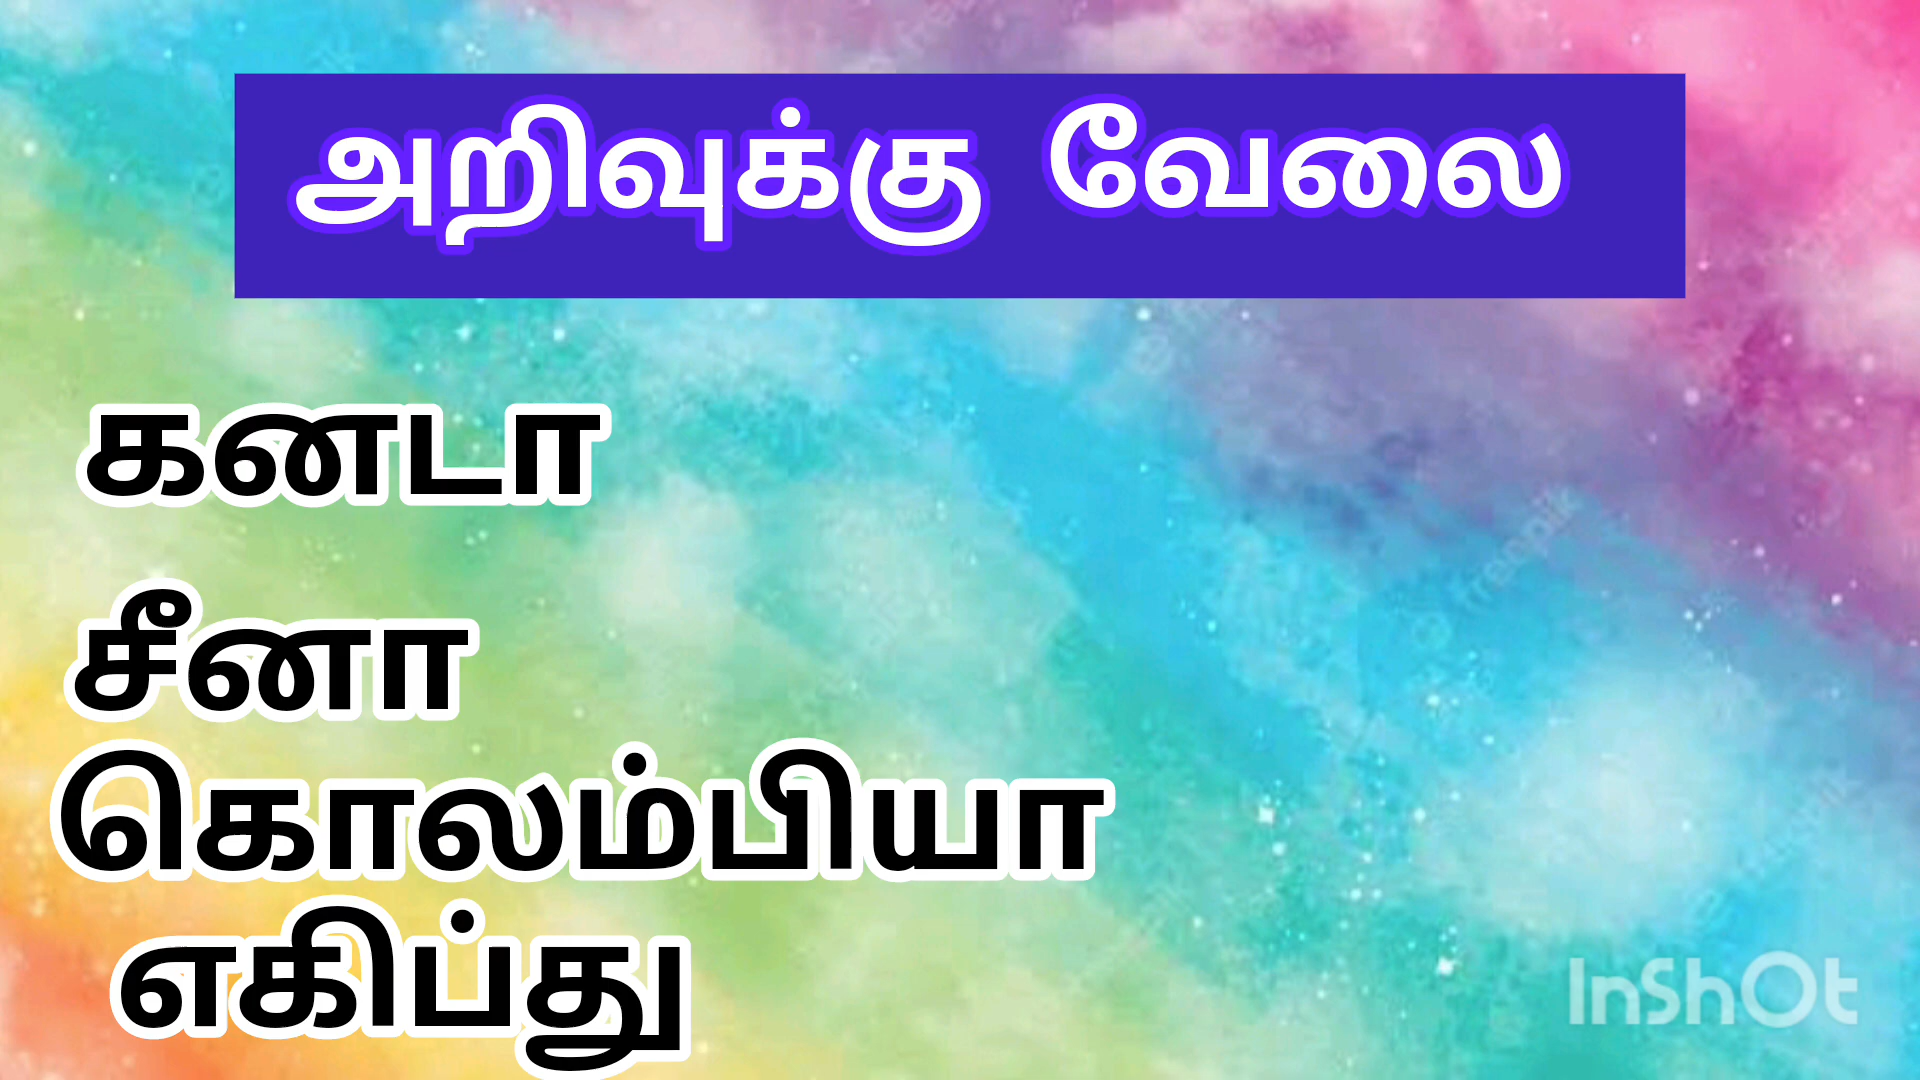 அறிவுக்கு வேலை
கனடா
சீனா
கொலம்பியா
எகிப்து
InShOt